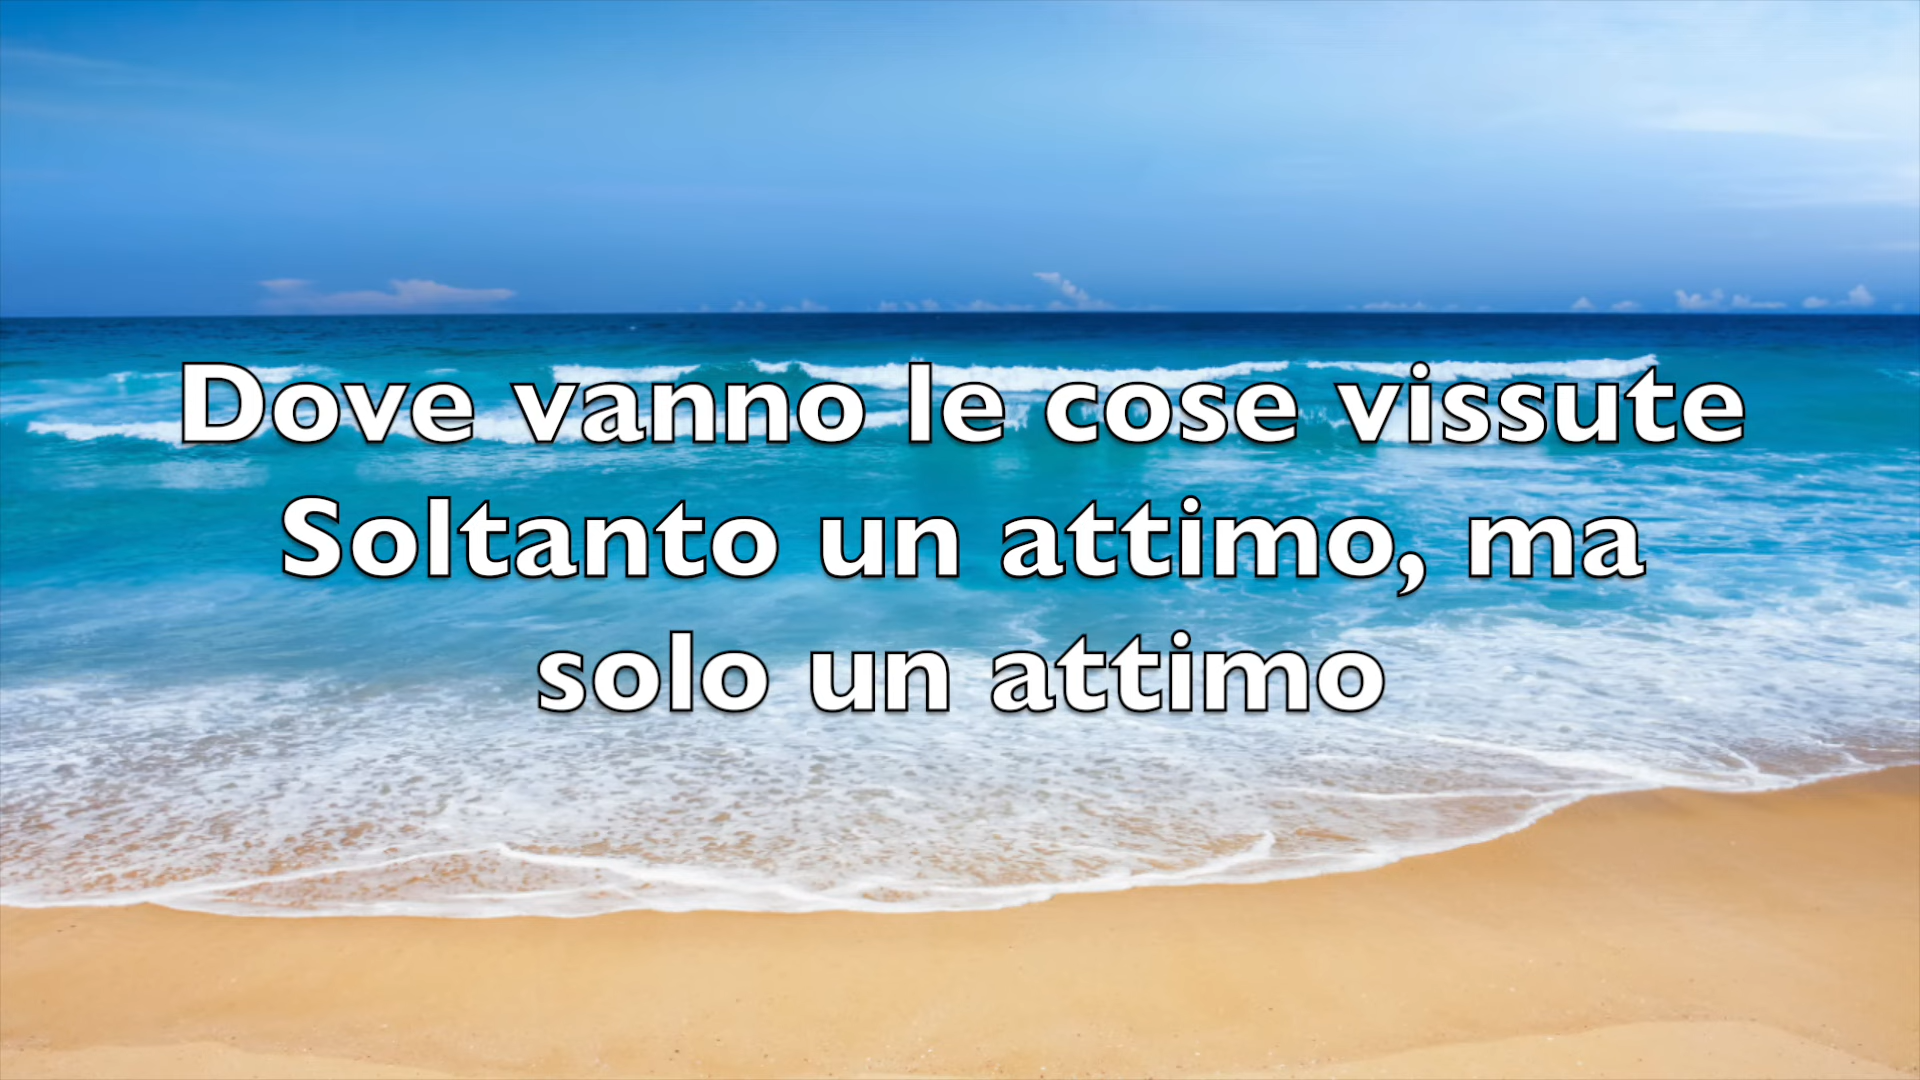 Dove vanno le cose vissute
Soltanto un attimo, ma
solo un attimo